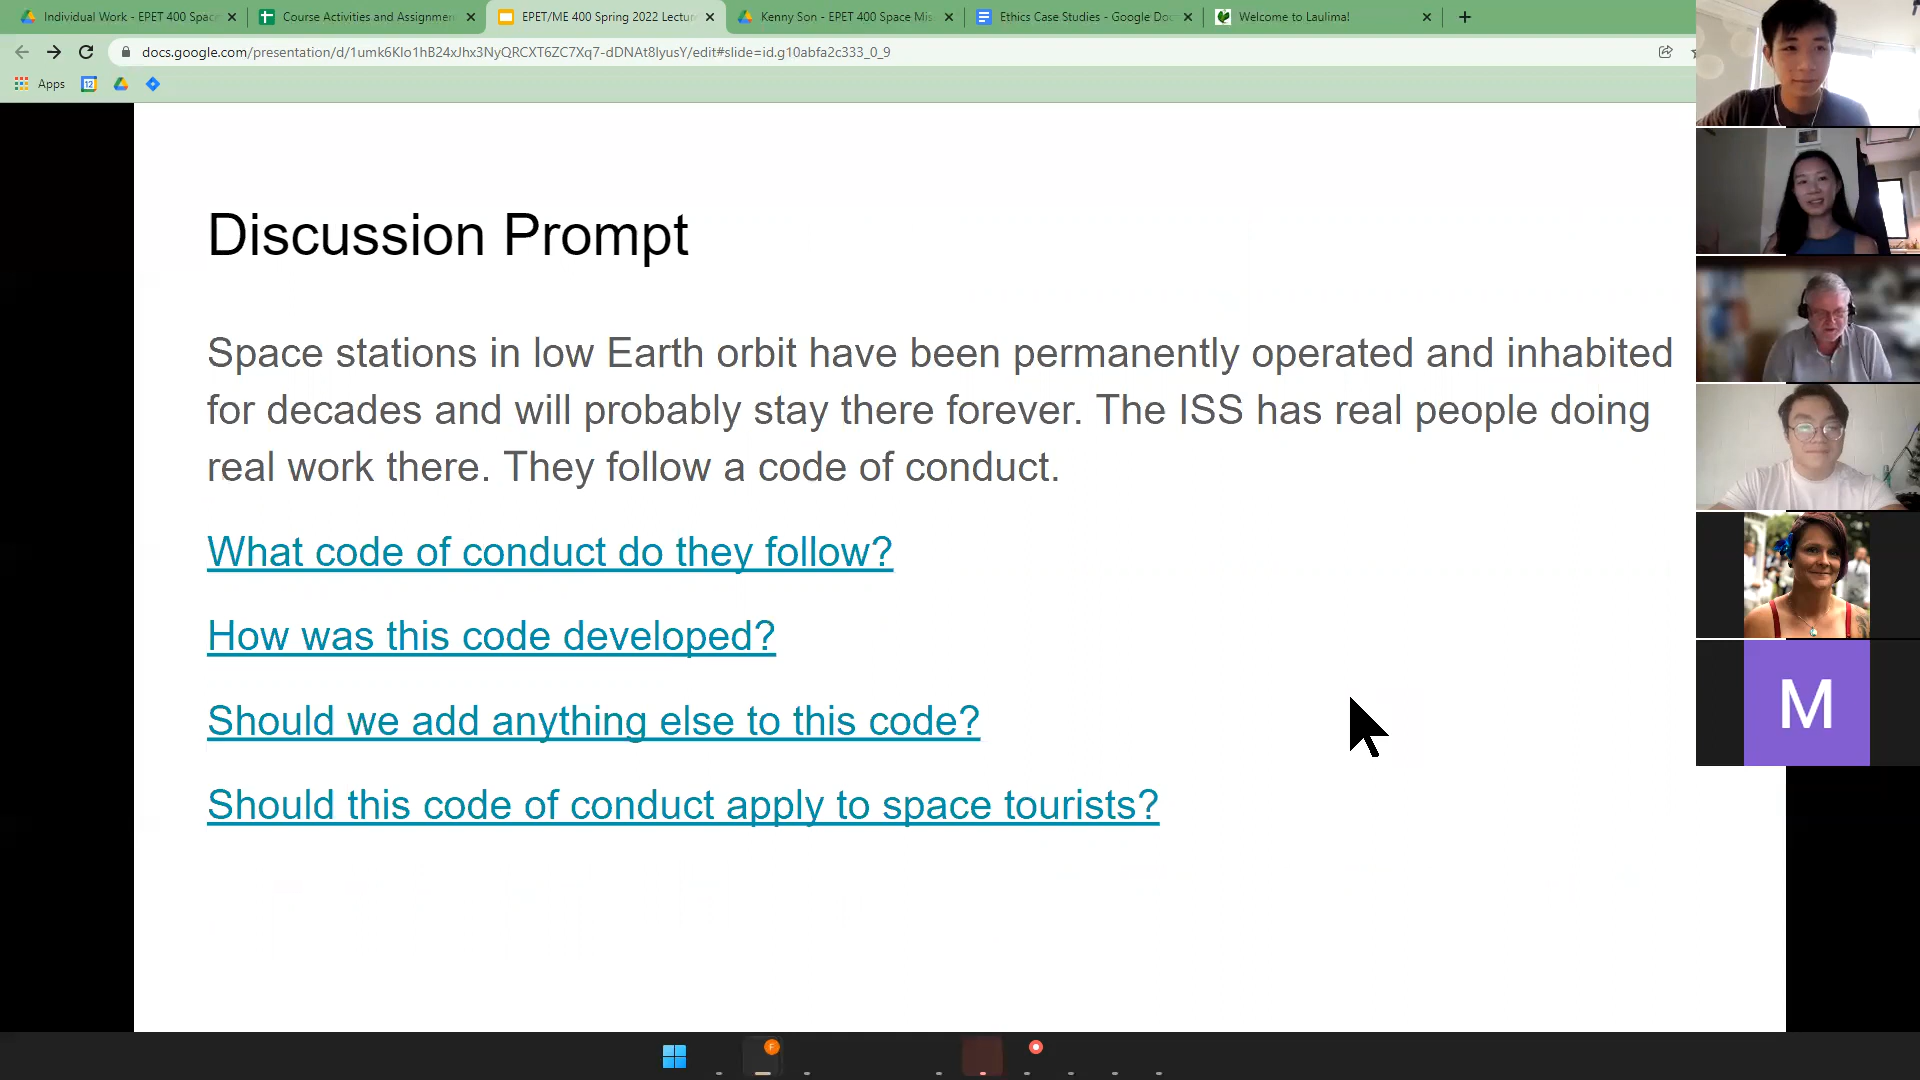 Individual Work - EPET 400 Space
Course Activities and Assignmen
EPET/ME 400 Spring 2022 Lectur
Kenny Son - EPET 400 Space Mis
Ethics Case Studies - Google Doc
Welcome to Laulima!
docs.google.com/presentation/d/1umk6Klo1hB24xJhx3NyQRCXT6ZC7Xq7-dDNAt8lyusY/edit#slide=id.g10abfa2c333_0_9
Apps
12
Discussion Prompt
Space stations in low Earth orbit have been permanently operated and inhabited
for decades and will probably stay there forever. The ISS has real people doing
real work there. They follow a code of conduct.
What code of conduct do they follow?
How was this code developed?
Should we add anything else to this code?
Should this code of conduct apply to space tourists?
M
F